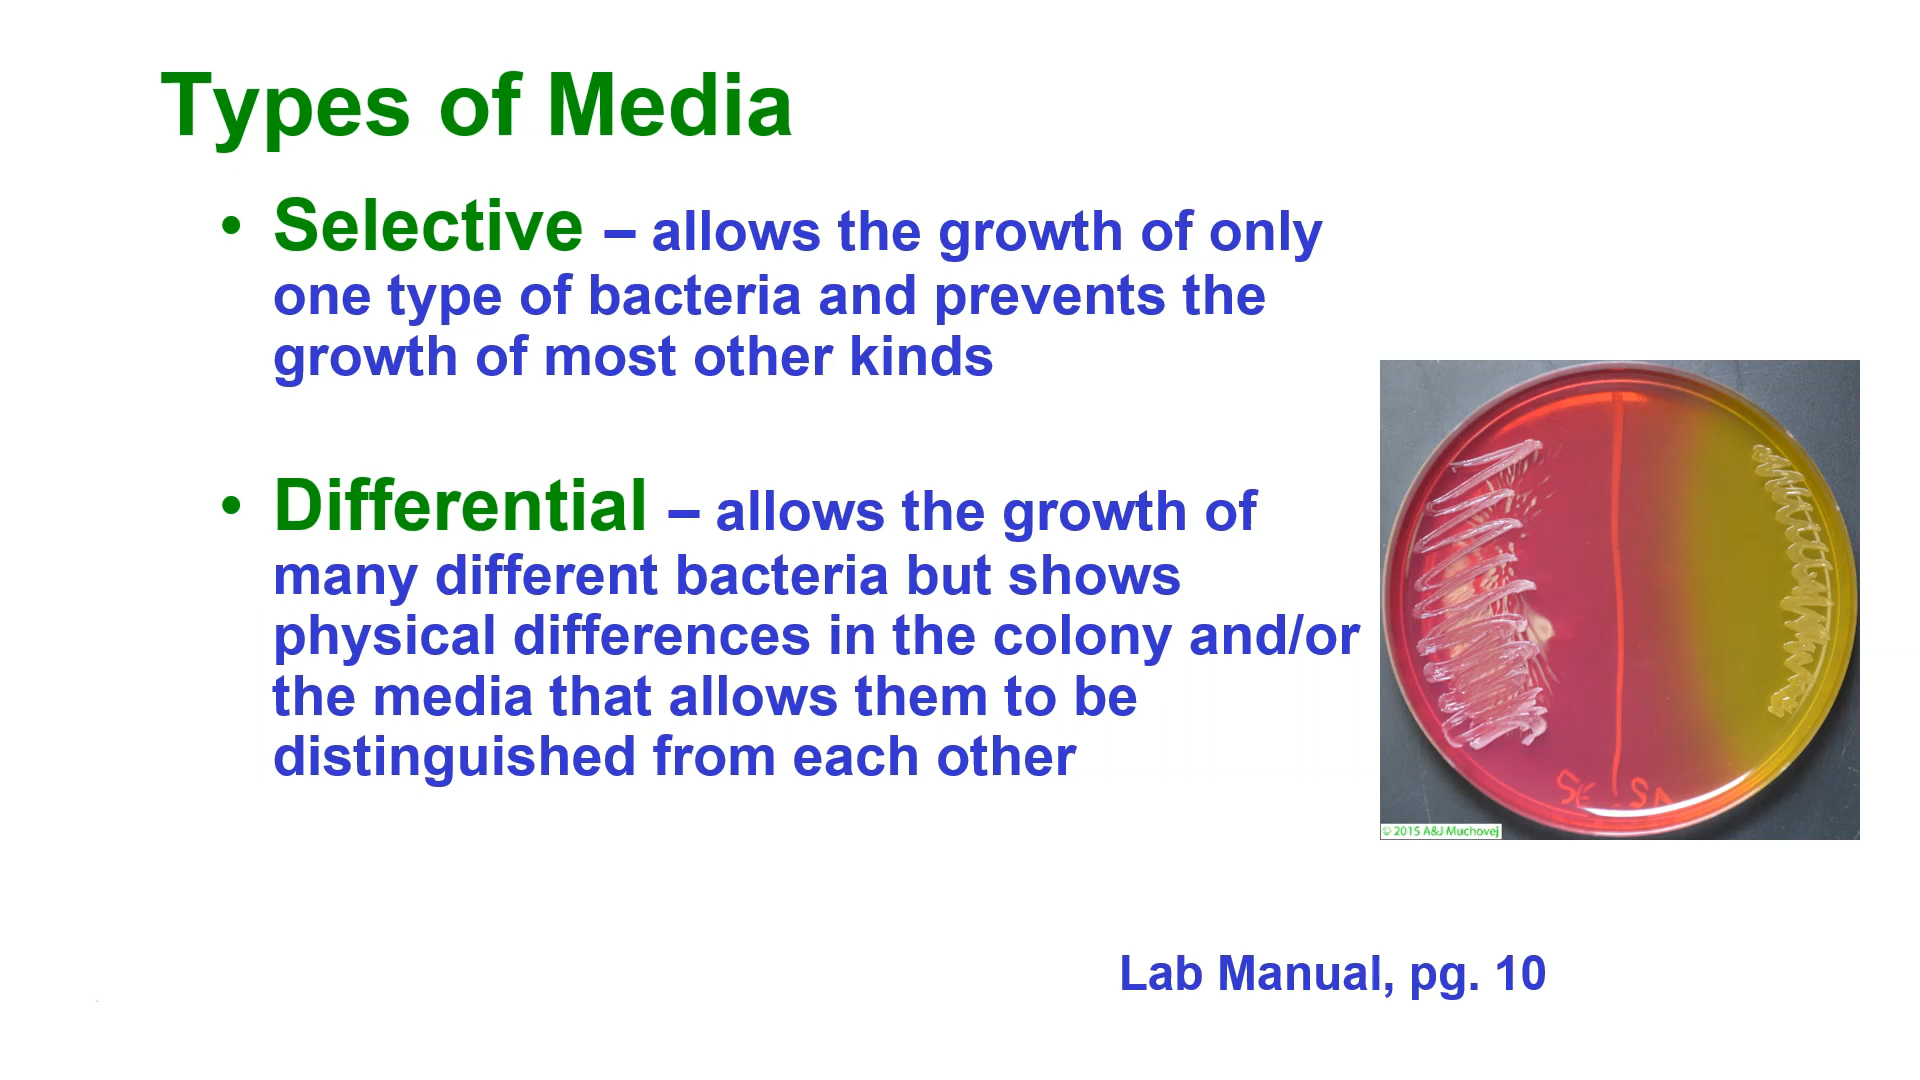 Types of Media
• Selective – allows the growth of only
one type of bacteria and prevents the
growth of most other kinds
• Differential – allows the growth of
many different bacteria but shows
physical differences in the colony and/or
the media that allows them to be
distinguished from each other
SE SA
© 2015 A&J Muchovej
Lab Manual, pg. 10